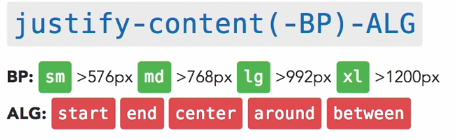 justify-content(-BP)-ALG
BP: sm >576px md >768px lg >992px xl >1200px
ALG: start end center around between